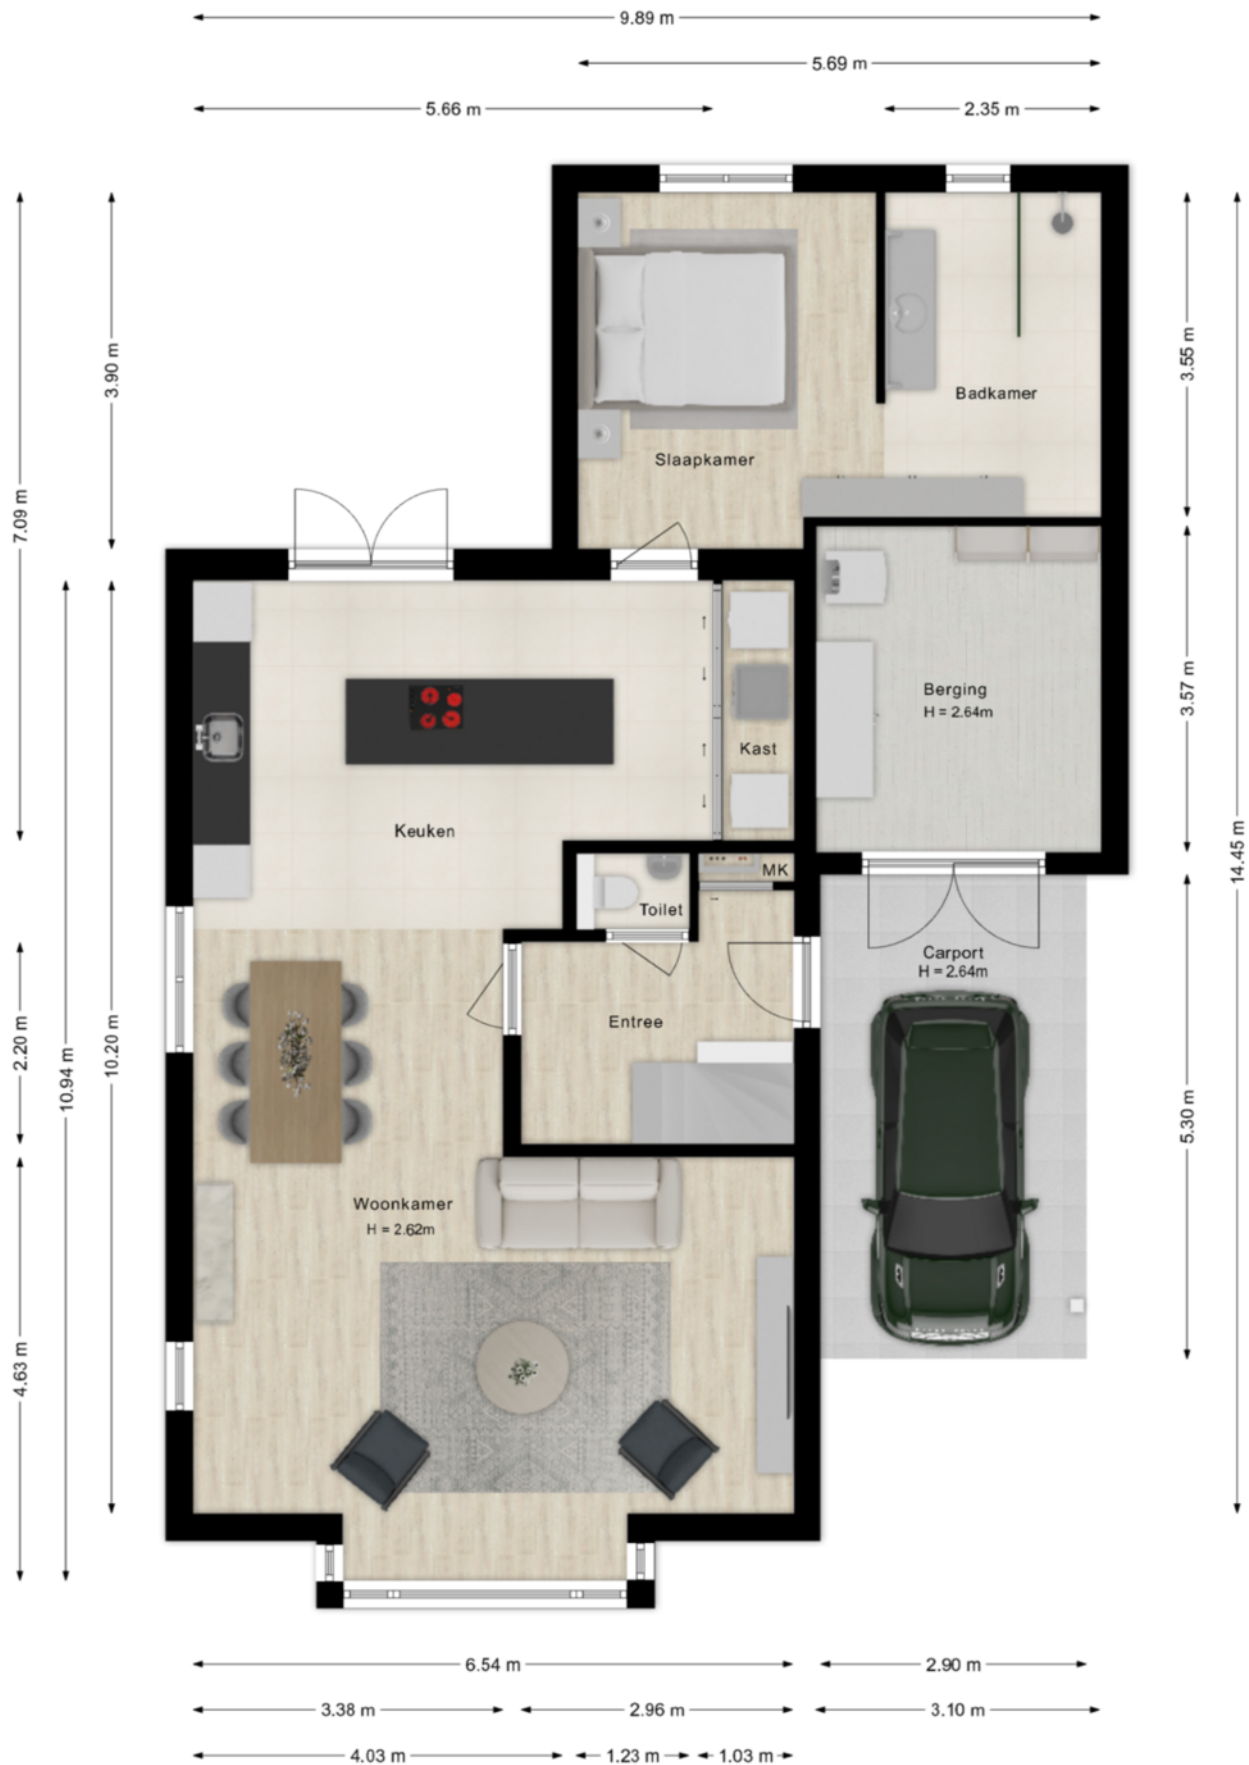 9.89 m
5.69 m
5.66 m
2.35 m
3.90 m
7.09 m
3.55 m
Badkamer
Slaapkamer
3.57 m
Berging
H = 2.64m
Kast
Keuken
14.45 m
MK
Toilet
Carport
H = 2.64m
Entree
2.20 m
10.94 m
10.20 m
5.30 m
Woonkamer
H = 2.62m
4.63 m
6.54 m
2.90 m
3.38 m
2.96 m
3.10 m
4.03 m
1.23 m
1.03 m